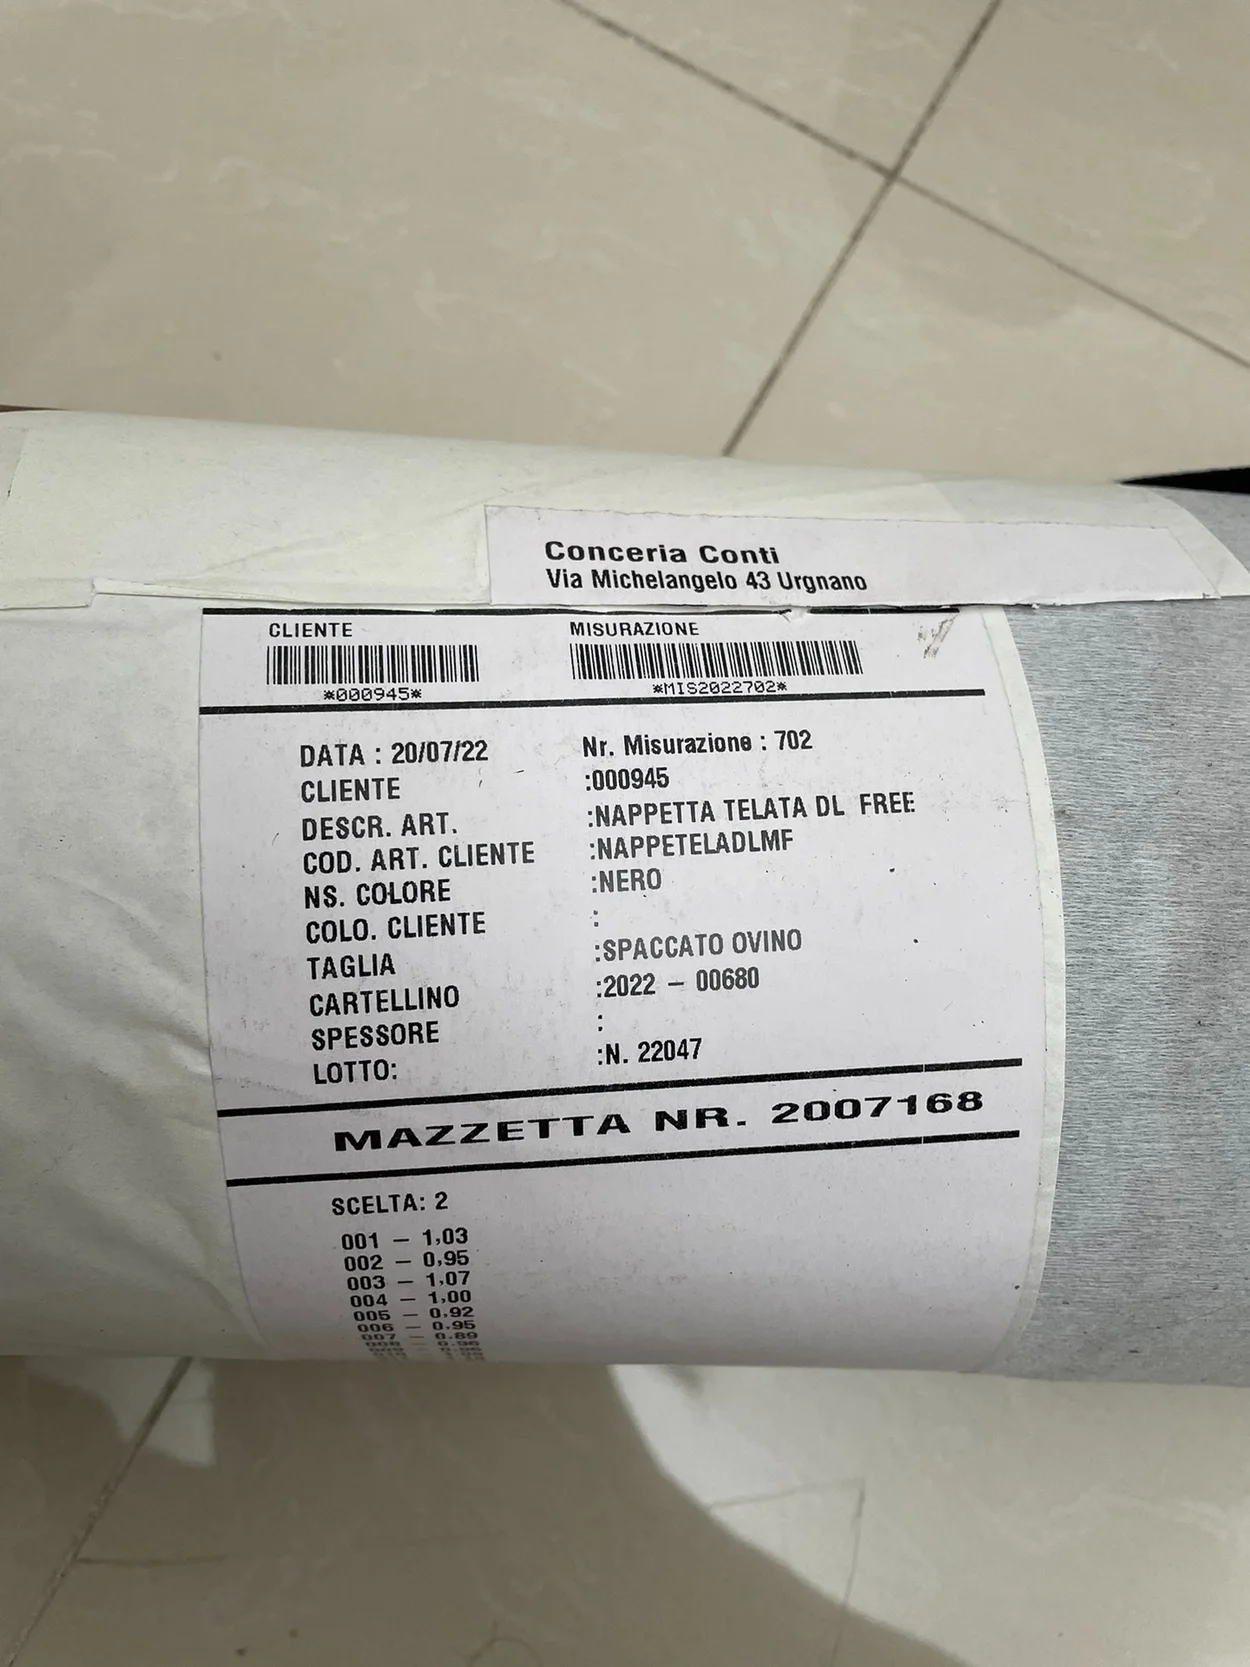 Conceria Conti
Via Michelangelo 43 Urgnano
CLIENTE MISURAZIONE
*000945* *MIS2022702*
DATA : 20/07/22 Nr. Misurazione : 702
CLIENTE :000945
DESCR. ART. :NAPPETTA TELATA DL FREE
COD. ART. CLIENTE :NAPPETELADLMF
NS. COLORE :NERO
COLO. CLIENTE :
TAGLIA :SPACCATO OVINO
CARTELLINO :2022 – 00680
SPESSORE :
LOTTO: :N. 22047
MAZZETTA NR. 2007168
SCELTA: 2
001 – 1,03
002 – 0,95
003 – 1,07
004 – 1,00
005 – 0,92
006 – 0,95
007 – 0,89